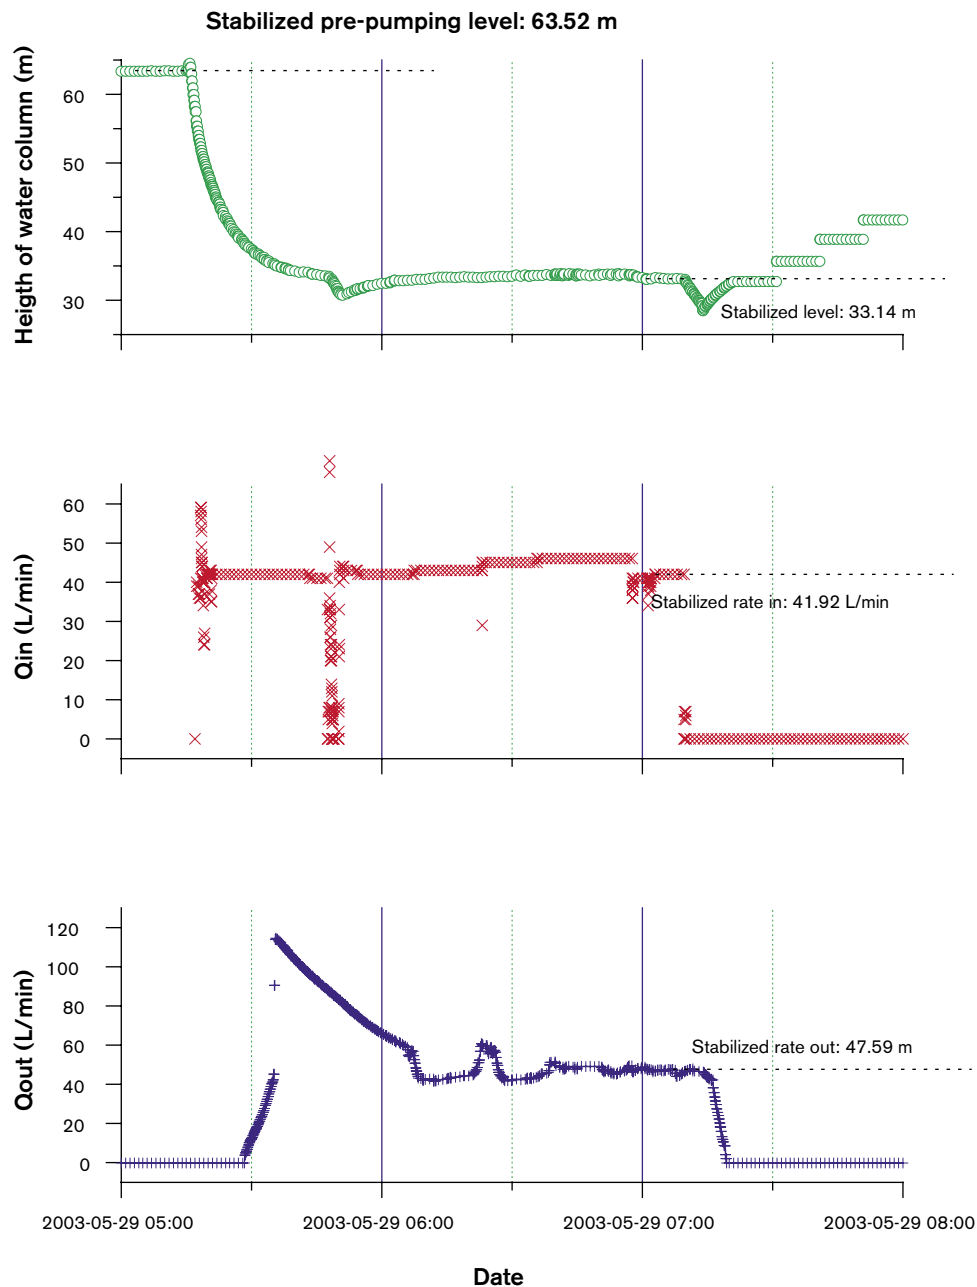 Stabilized pre-pumping level: 63.52 m
Heigth of water column (m)
60
50
40
30
Stabilized level: 33.14 m
Qin (L/min)
60
50
40
30
20
10
0
Stabilized rate in: 41.92 L/min
Qout (L/min)
120
100
80
60
40
20
0
Stabilized rate out: 47.59 m
2003-05-29 05:00
2003-05-29 06:00
2003-05-29 07:00
2003-05-29 08:00
Date